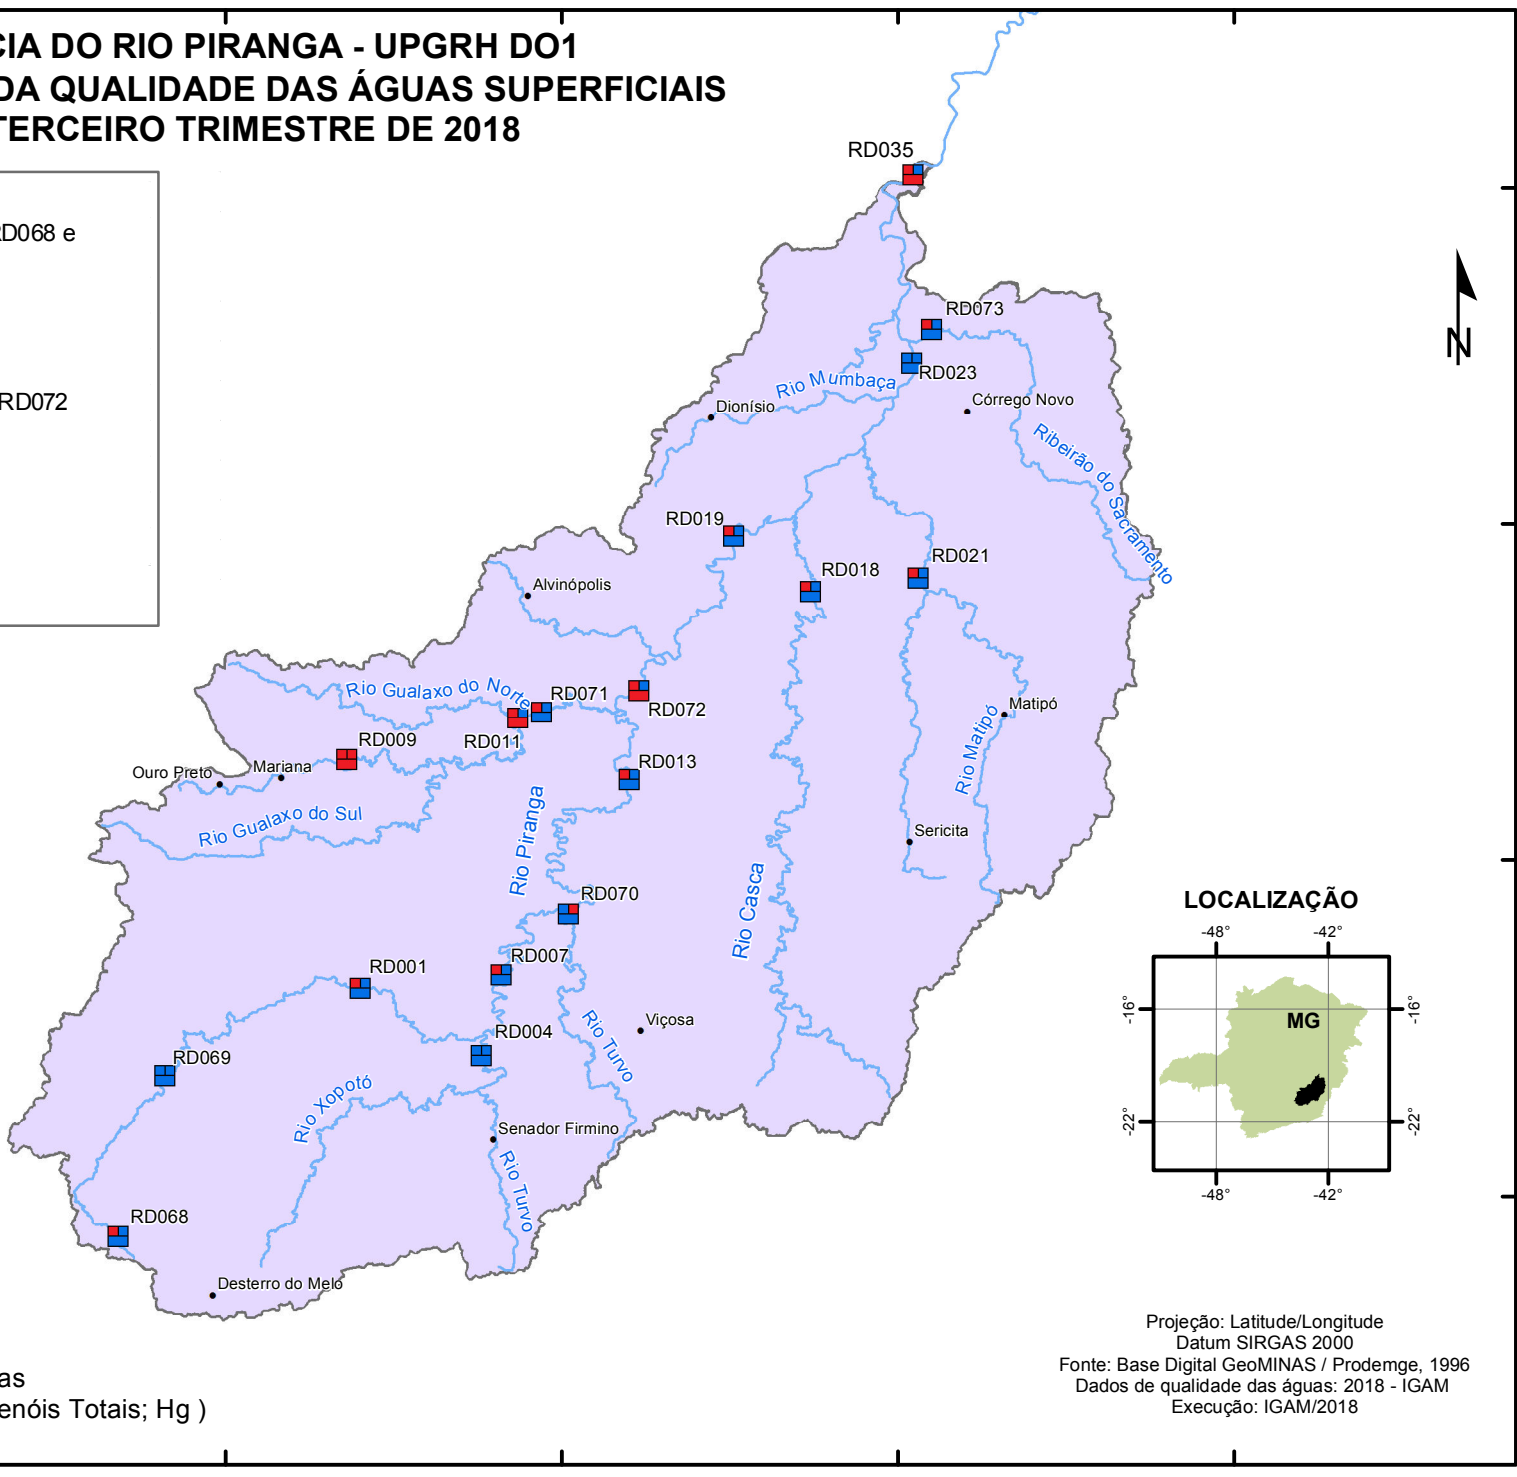 CIA DO RIO PIRANGA - UPGRH DO1
DA QUALIDADE DAS ÁGUAS SUPERFICIAIS
TERCEIRO TRIMESTRE DE 2018
RD068 e
RD072
RD035
RD073
RD023
Rio Mumbaça
Dionísio
Córrego Novo
Ribeirão do Sacramento
RD019
RD018
RD021
Alvinópolis
Rio Gualaxo do Norte
RD071
RD072
RD011
RD009
Ouro Preto
Mariana
RD013
Matipó
Rio Matipó
Rio Gualaxo do Sul
Rio Piranga
Sericita
Rio Casca
RD070
RD007
RD001
RD004
Rio Turvo
Viçosa
RD069
Rio Xopotó
Senador Firmino
Rio Turvo
RD068
Desterro do Melo
N
LOCALIZAÇÃO
-48°
-42°
-16°
-16°
MG
-22°
-22°
-48°
-42°
Projeção: Latitude/Longitude
Datum SIRGAS 2000
Fonte: Base Digital GeoMINAS / Prodemge, 1996
Dados de qualidade das águas: 2018 - IGAM
Execução: IGAM/2018
as
enóis Totais; Hg )